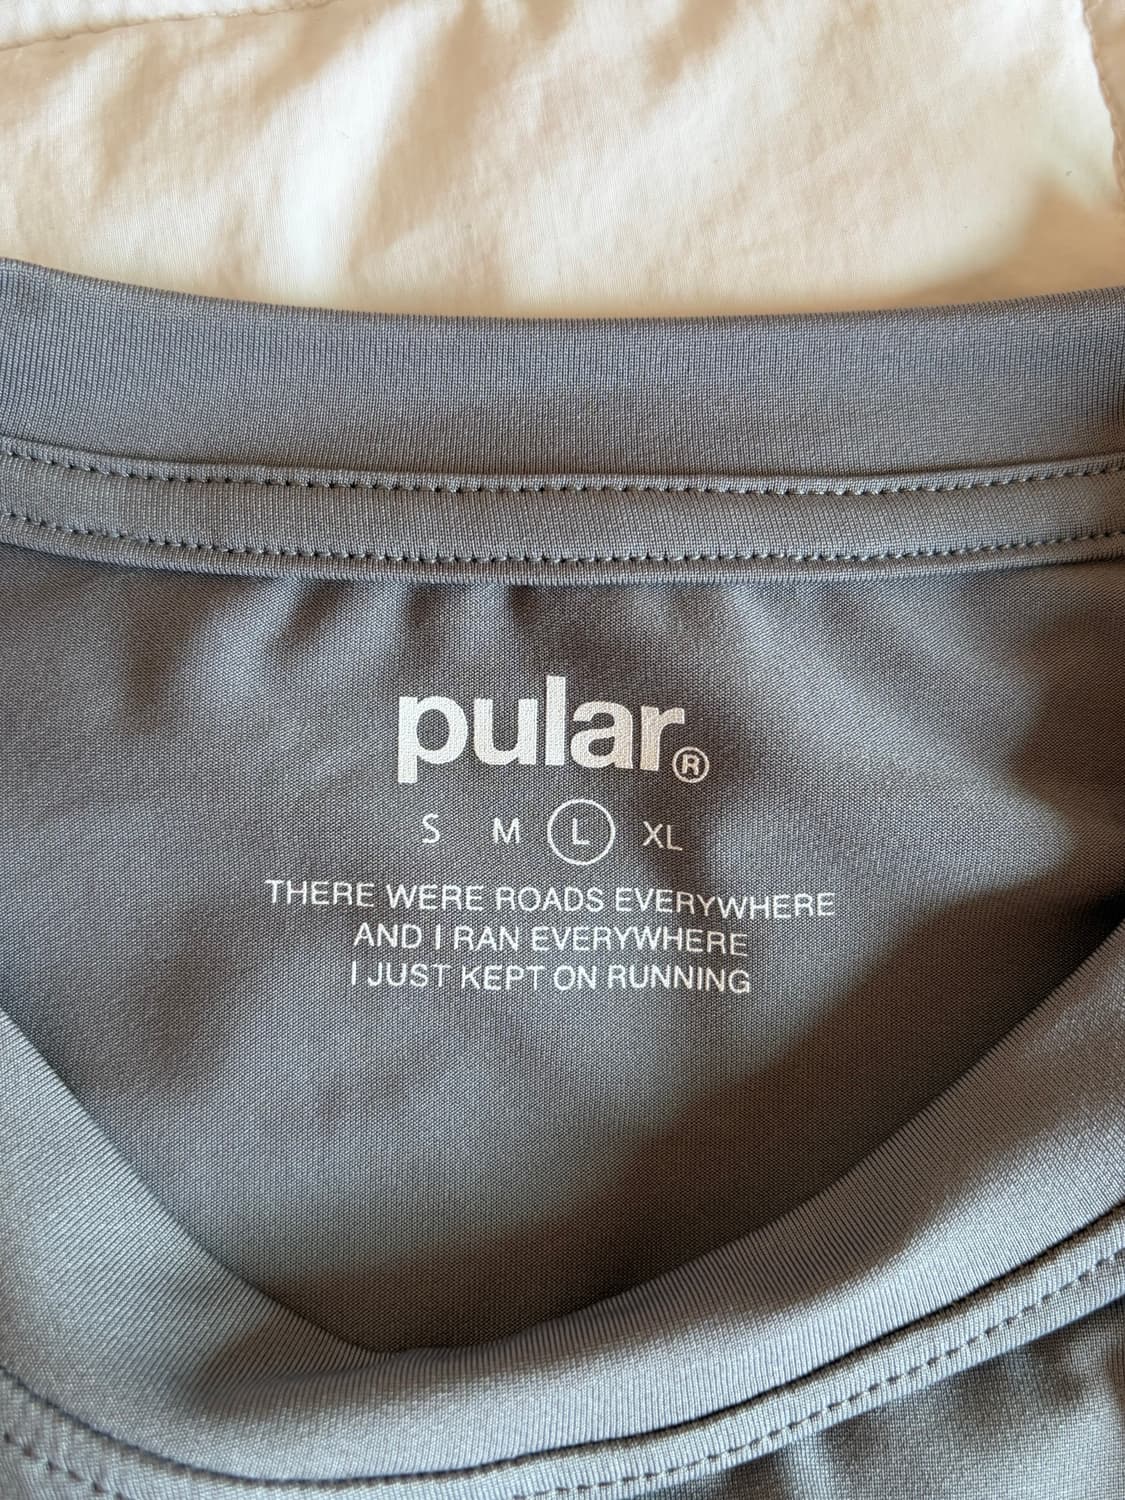 pular®
S M L XL
THERE WERE ROADS EVERYWHERE
AND I RAN EVERYWHERE
I JUST KEPT ON RUNNING